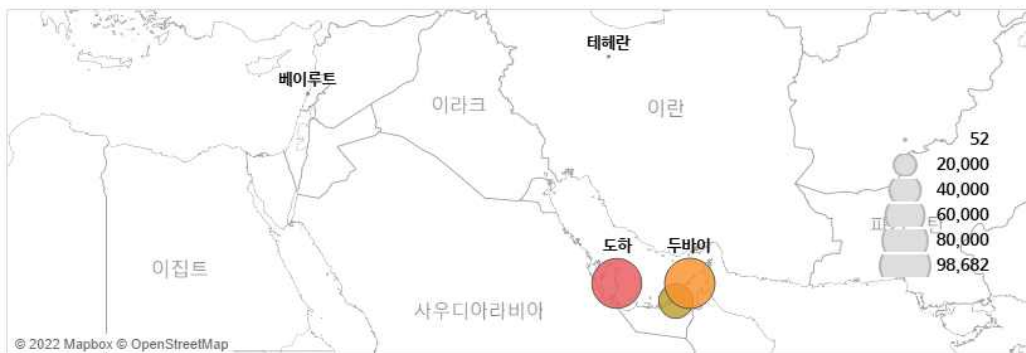 테헤란
베이루트
이라크
이란
52
20,000
40,000
60,000
80,000
98,682
도하
두바이
이집트
사우디아라비아
© 2022 Mapbox © OpenStreetMap